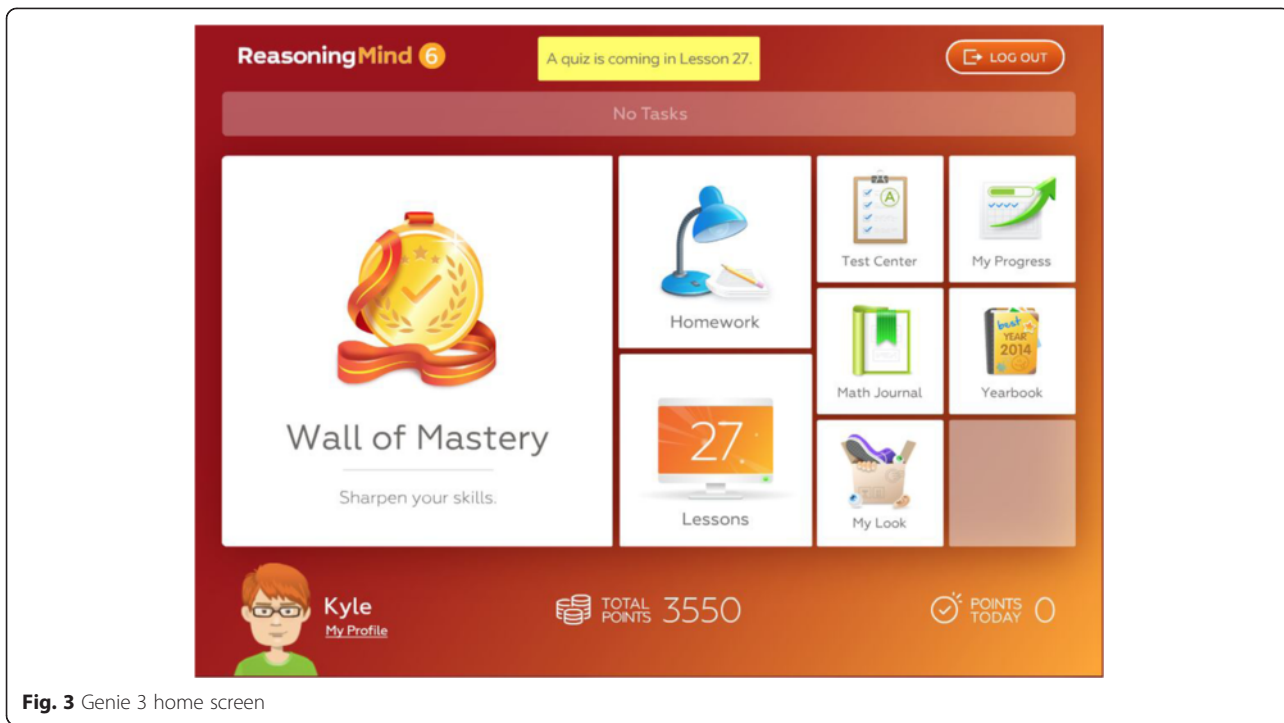 ReasoningMind 6
A quiz is coming in Lesson 27.
LOG OUT
No Tasks
Wall of Mastery
Sharpen your skills.
Homework
27
Lessons
A
Test Center
My Progress
Math Journal
best
YEAR
2014
Yearbook
My Look
Kyle
My Profile
TOTAL
POINTS 3550
POINTS
TODAY 0
Fig. 3 Genie 3 home screen